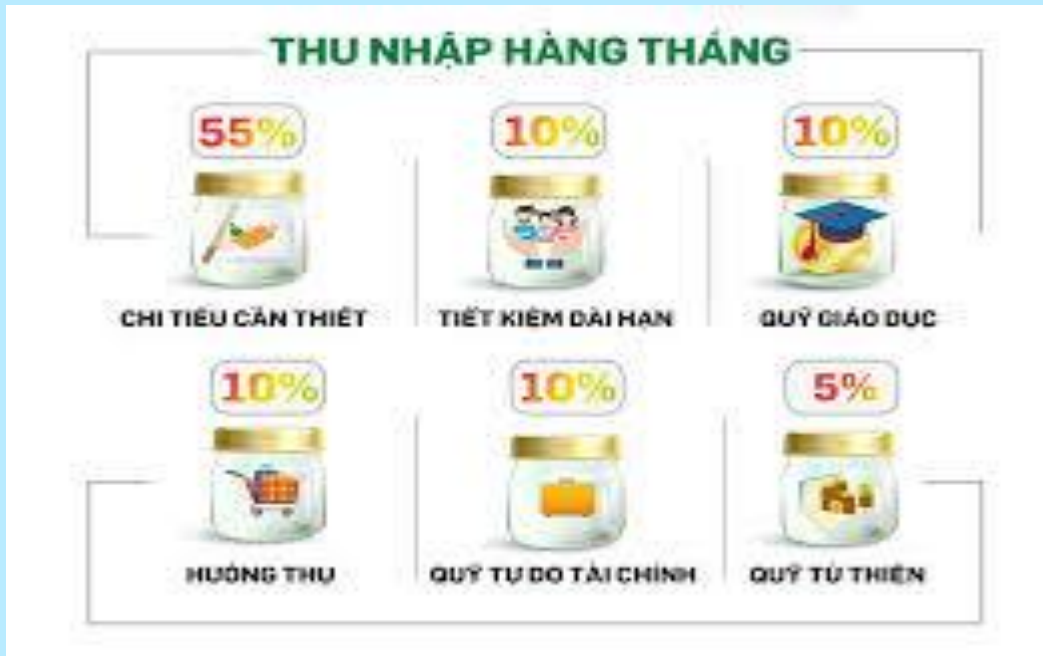 THU NHẬP HÀNG THÁNG
55% 10% 10%
CHI TIÊU CẦN THIẾT TIẾT KIỆM DÀI HẠN QUỸ GIÁO DỤC
10% 10% 5%
HƯỞNG THỤ QUỸ TỰ DO TÀI CHÍNH QUỸ TỪ THIỆN